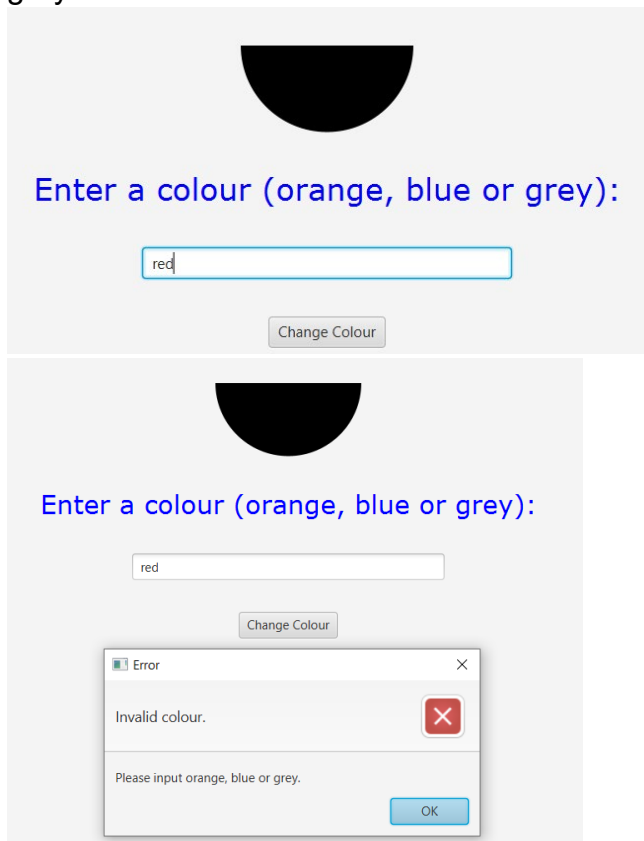 Enter a colour (orange, blue or grey):
red
Change Colour
Enter a colour (orange, blue or grey):
red
Change Colour
Error
Invalid colour.
Please input orange, blue or grey.
OK